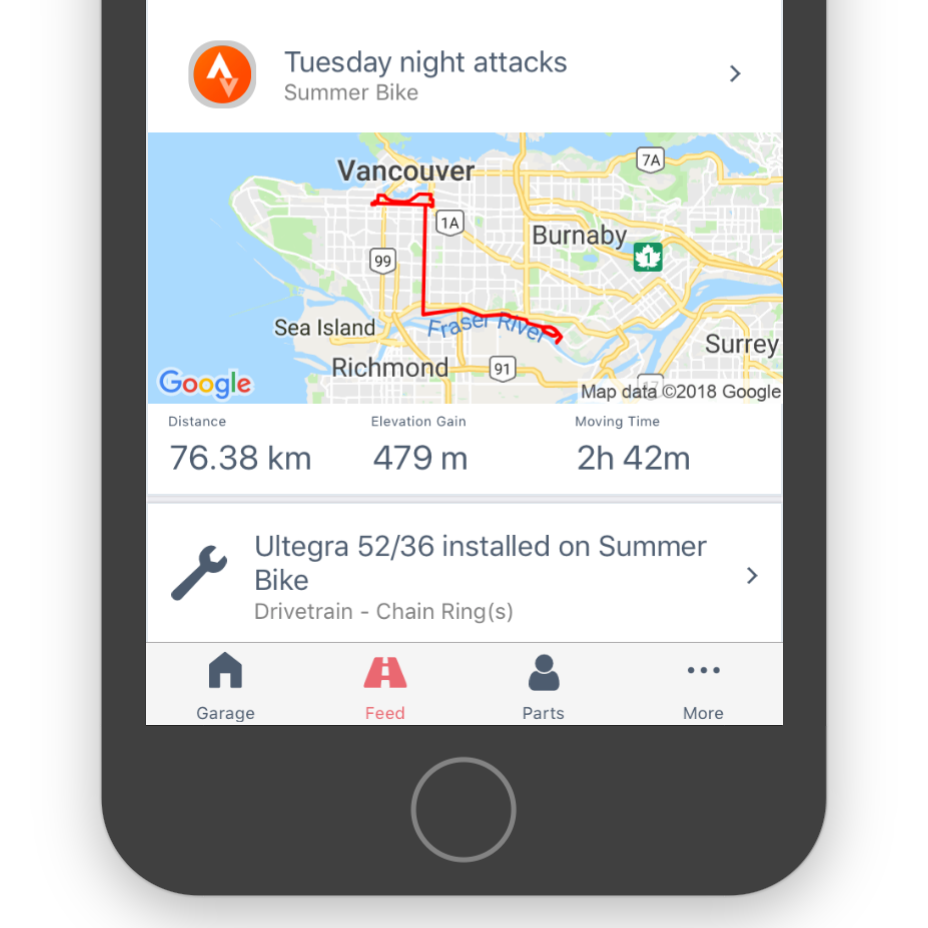 Tuesday night attacks
Summer Bike
7A
Vancouver
1A
Burnaby
1
99
Sea Island
Fraser River
Surrey
Richmond
91
17
Google
Map data ©2018 Google
Distance
Elevation Gain
Moving Time
76.38 km
479 m
2h 42m
Ultegra 52/36 installed on Summer
Bike
Drivetrain - Chain Ring(s)
Garage
Feed
Parts
More